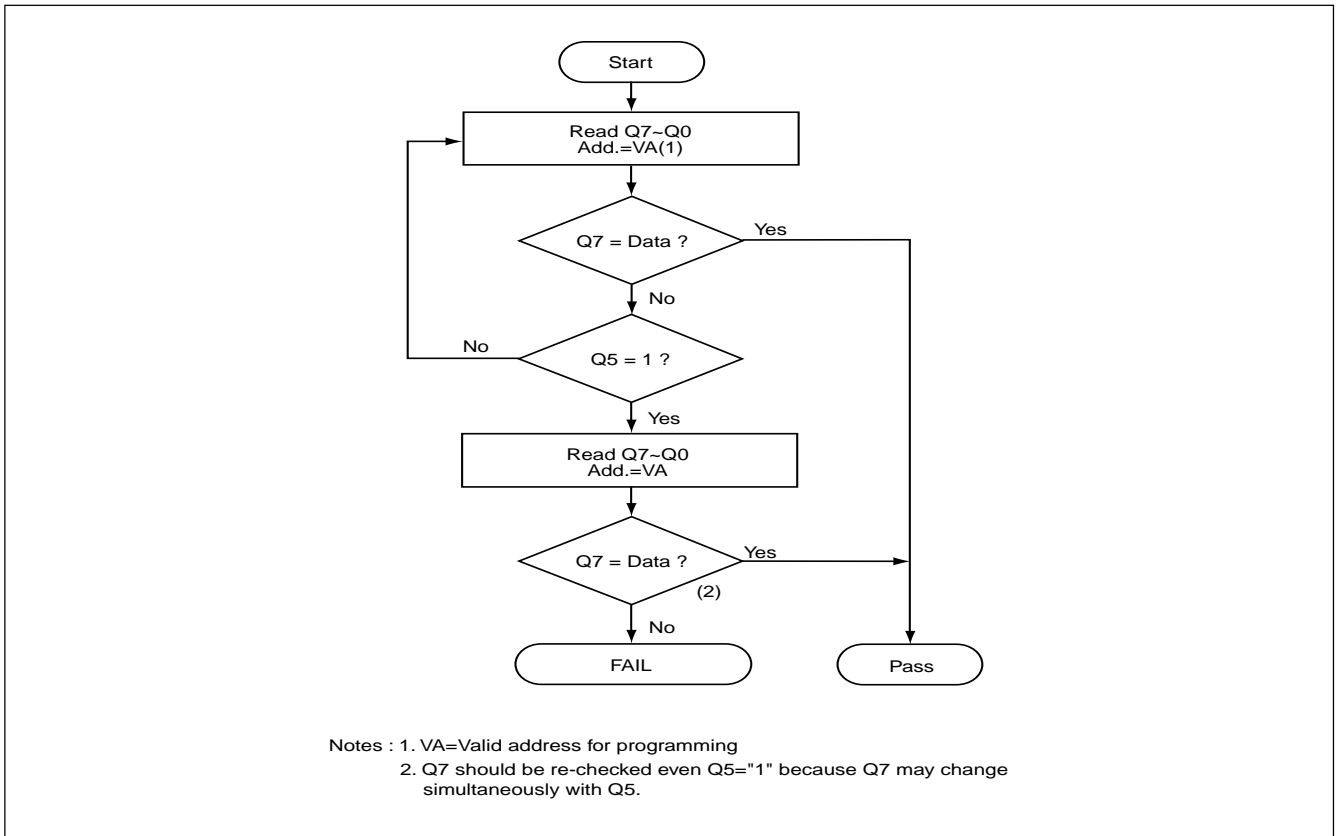 Start
Read Q7~Q0
Add.=VA(1)
Q7 = Data ?
Yes
No
No
Q5 = 1 ?
Yes
Read Q7~Q0
Add.=VA
Q7 = Data ?
Yes
(2)
No
FAIL
Pass
Notes : 1. VA=Valid address for programming
2. Q7 should be re-checked even Q5="1" because Q7 may change
simultaneously with Q5.